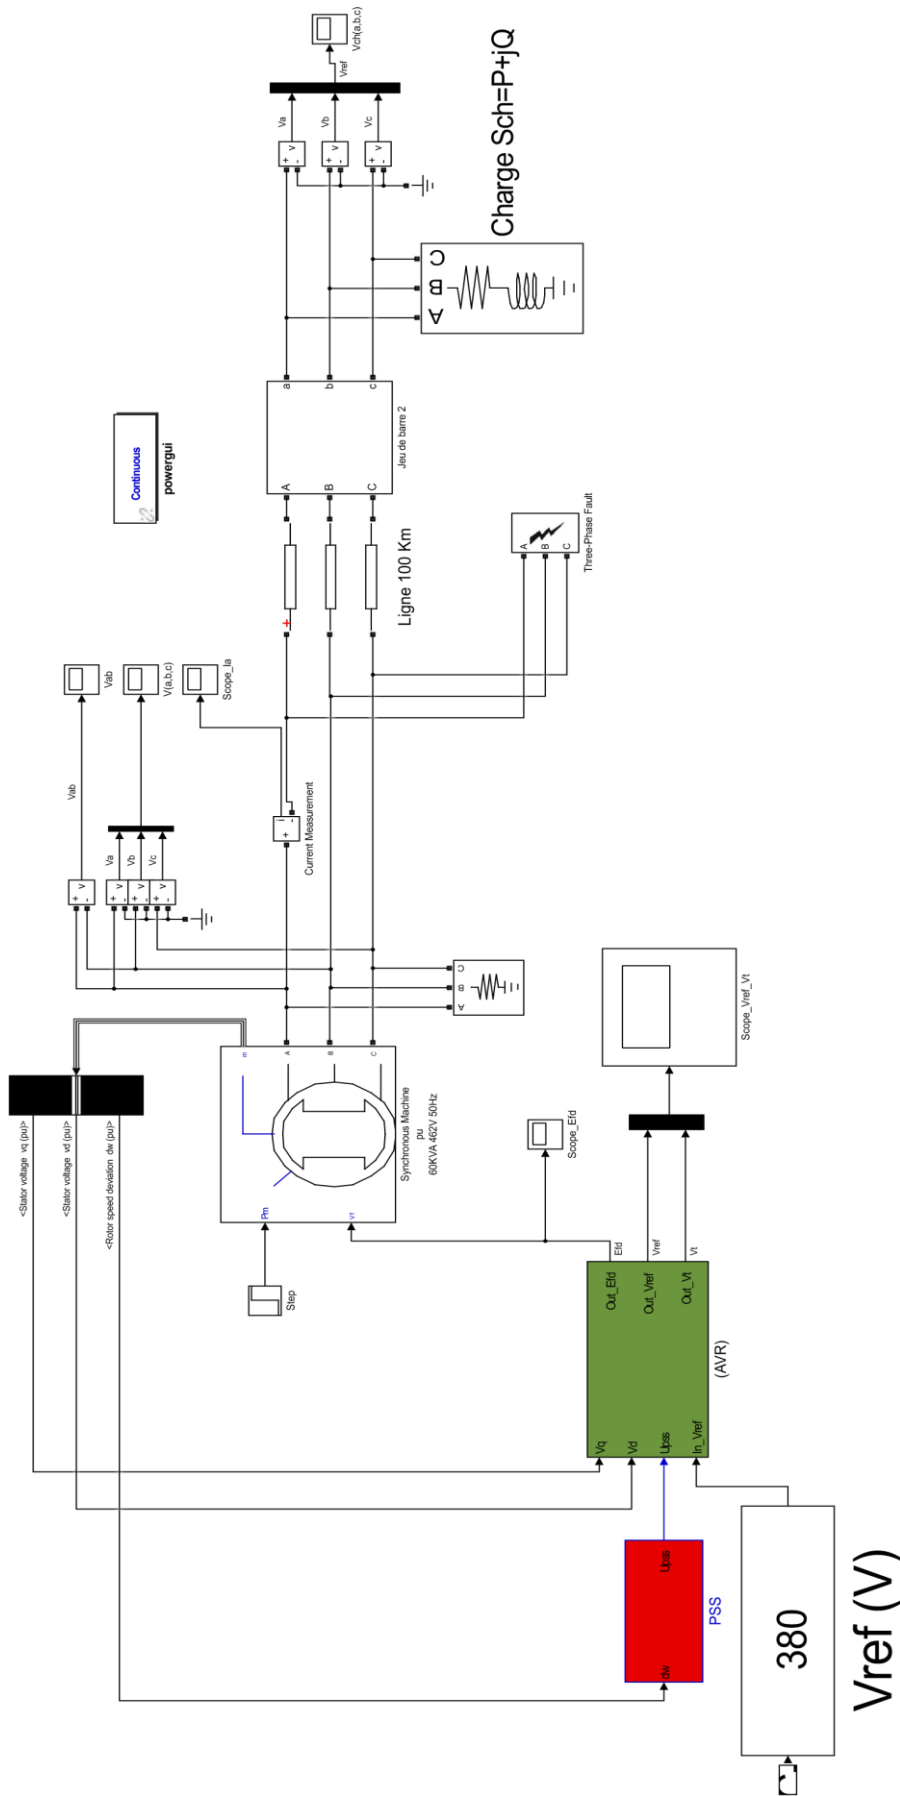 Vch(a,b,c)
Vref
Va
Vb
Vc
+ v
-
+ v
-
+ v
-
Charge Sch=P+jQ
A B C
a
b
c
A
B
C
Jeu de barre 2
Continuous
powergui
Ligne 100 Km
+
A
B
C
Three-Phase Fault
Vab
V(a,b,c)
Scope_Ia
Vab
Va
Vb
Vc
+ v
-
+ v
-
+ v
-
+ v
-
+ i
-
Current Measurement
A B C
<Stator voltage vq (pu)>
<Stator voltage vd (pu)>
<Rotor speed deviation dw (pu)>
m
A
B
C
Pm
Vf
Synchronous Machine
pu
60KVA 462V 50Hz
Step
Scope_Efd
Scope_Vref_Vt
Efd
Vref
Vt
Out_Efd
Out_Vref
Out_Vt
Vq
Vd
Upss
In_Vref
(AVR)
dw
Upss
PSS
380
Vref (V)